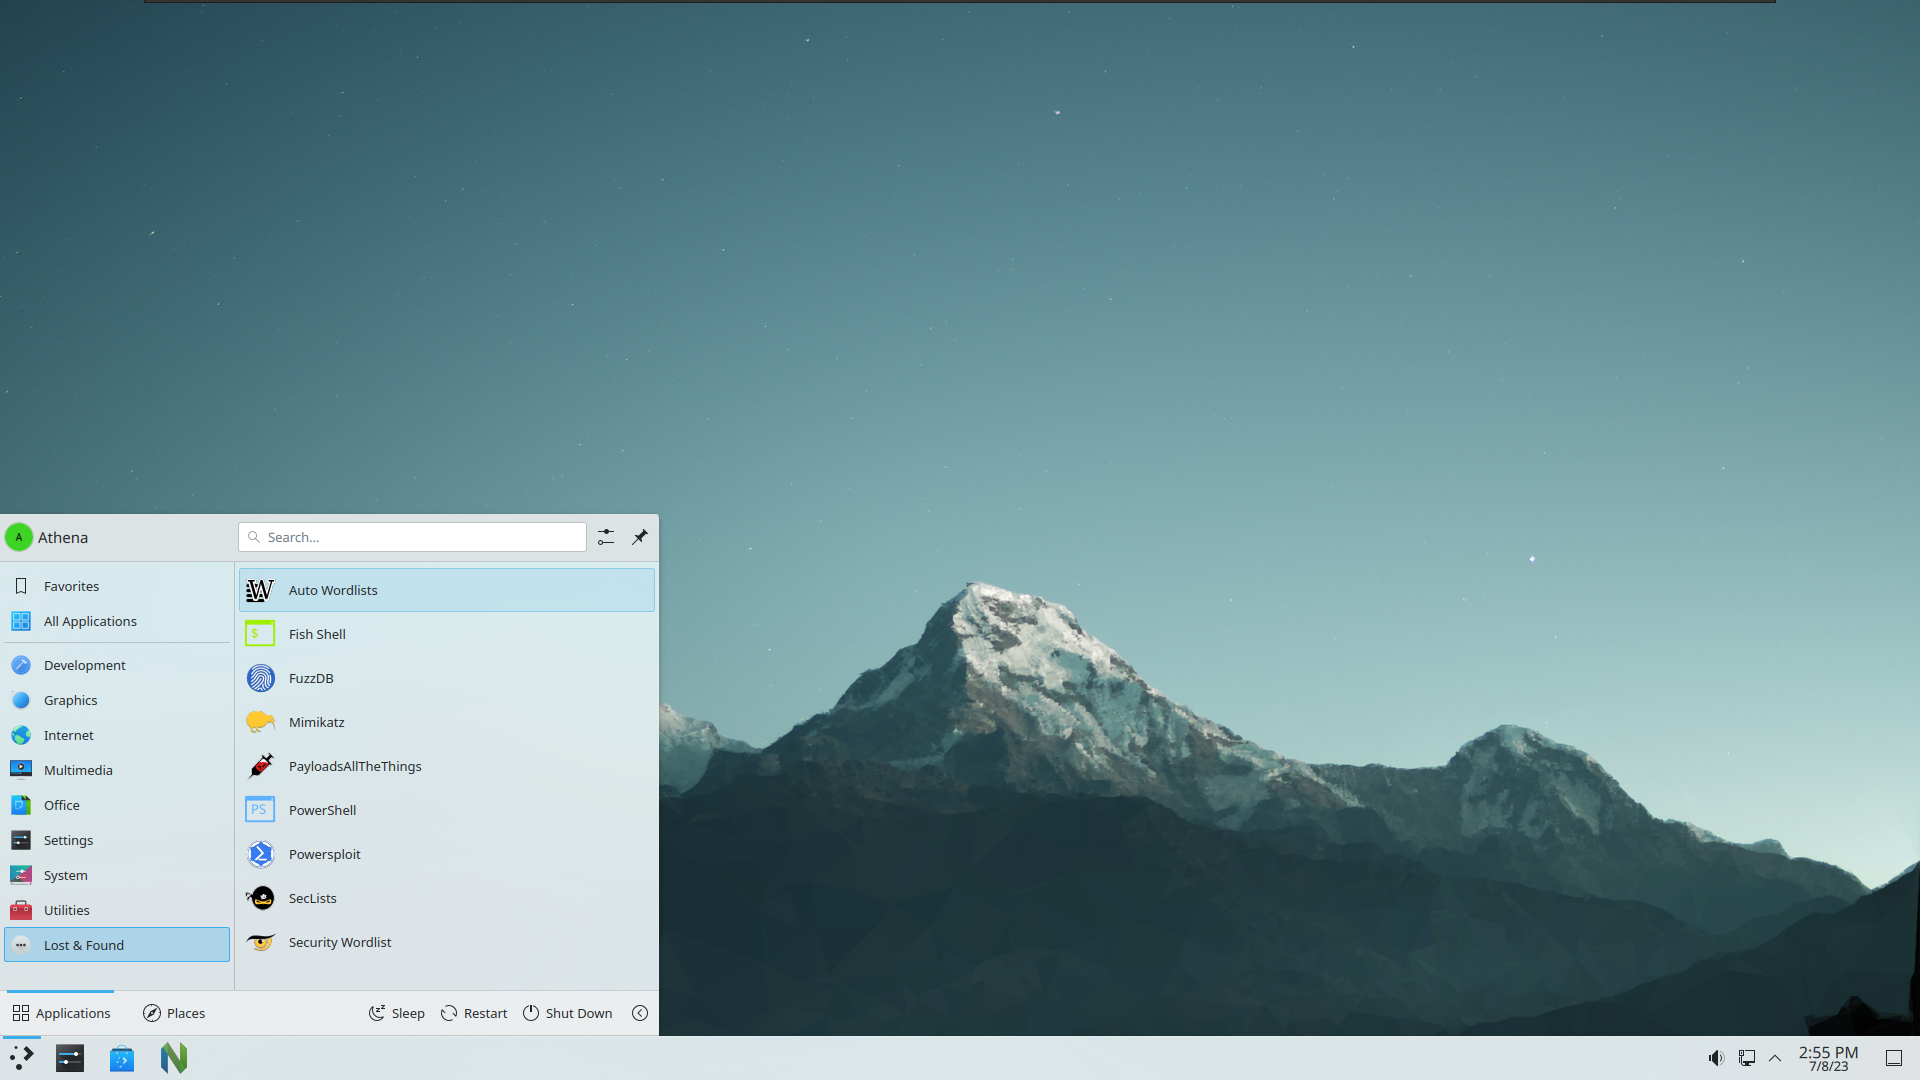 A
Athena
Search...
Favorites
All Applications
Development
Graphics
Internet
Multimedia
Office
Settings
System
Utilities
Lost & Found
W
Auto Wordlists
$
Fish Shell
FuzzDB
Mimikatz
PayloadsAllTheThings
PS
PowerShell
Σ
Powersploit
SecLists
Security Wordlist
Applications
Places
Sleep
Restart
Shut Down
2:55 PM
7/8/23